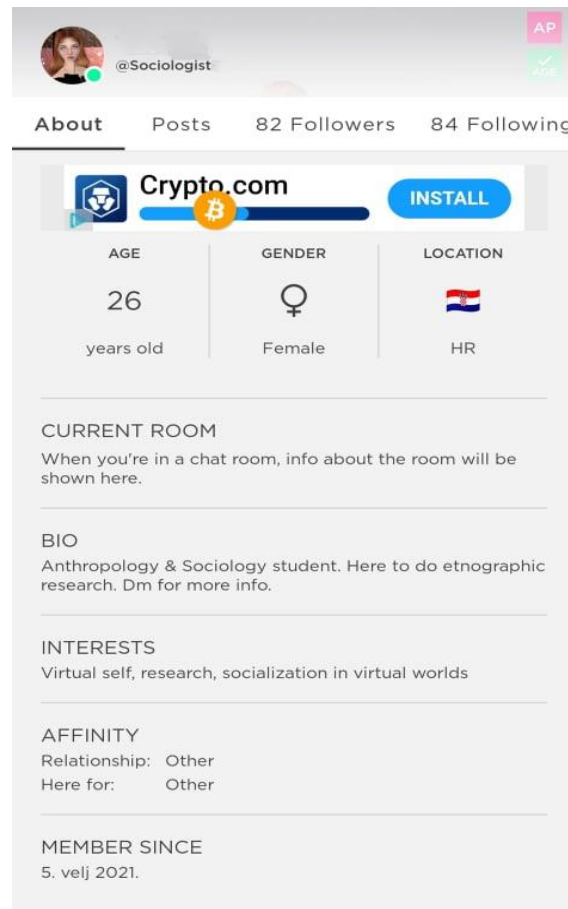 AP
@Sociologist
AGE
About Posts 82 Followers 84 Following
Crypto.com
INSTALL
AGE GENDER LOCATION
26
years old Female HR
CURRENT ROOM
When you're in a chat room, info about the room will be
shown here.
BIO
Anthropology & Sociology student. Here to do etnographic
research. Dm for more info.
INTERESTS
Virtual self, research, socialization in virtual worlds
AFFINITY
Relationship: Other
Here for: Other
MEMBER SINCE
5. velj 2021.